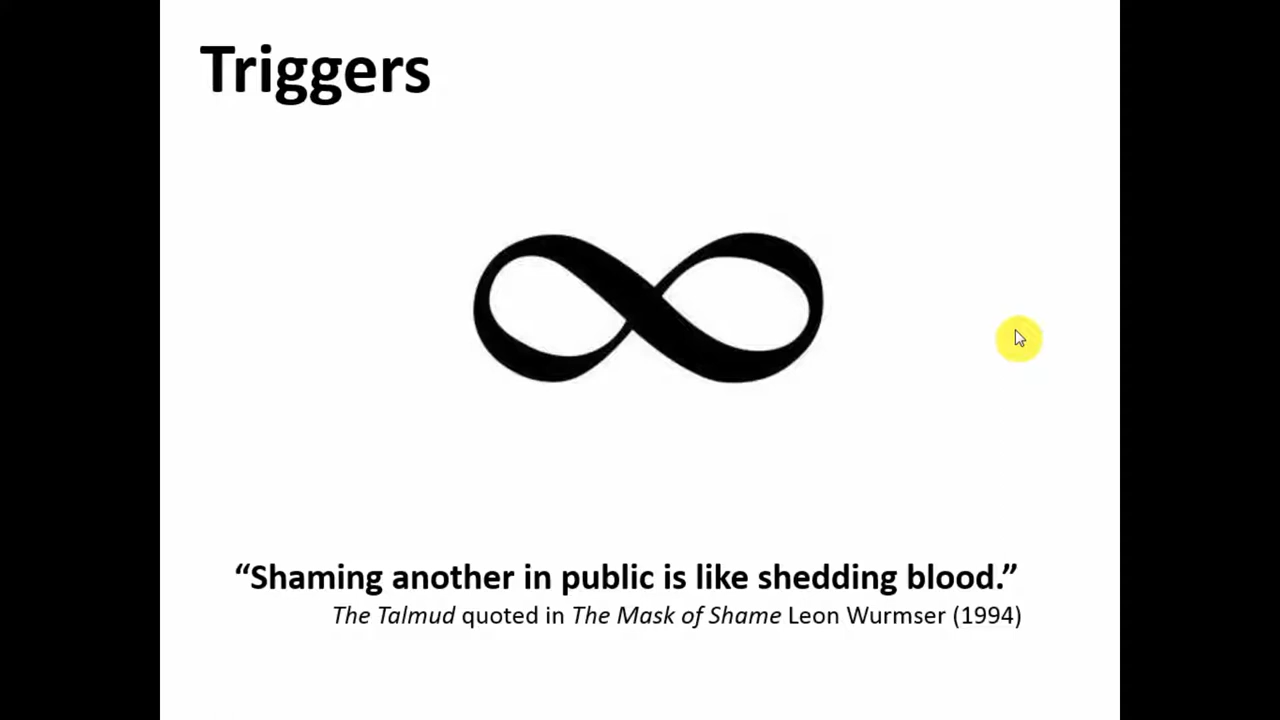 Triggers
“Shaming another in public is like shedding blood.”
The Talmud quoted in The Mask of Shame Leon Wurmser (1994)